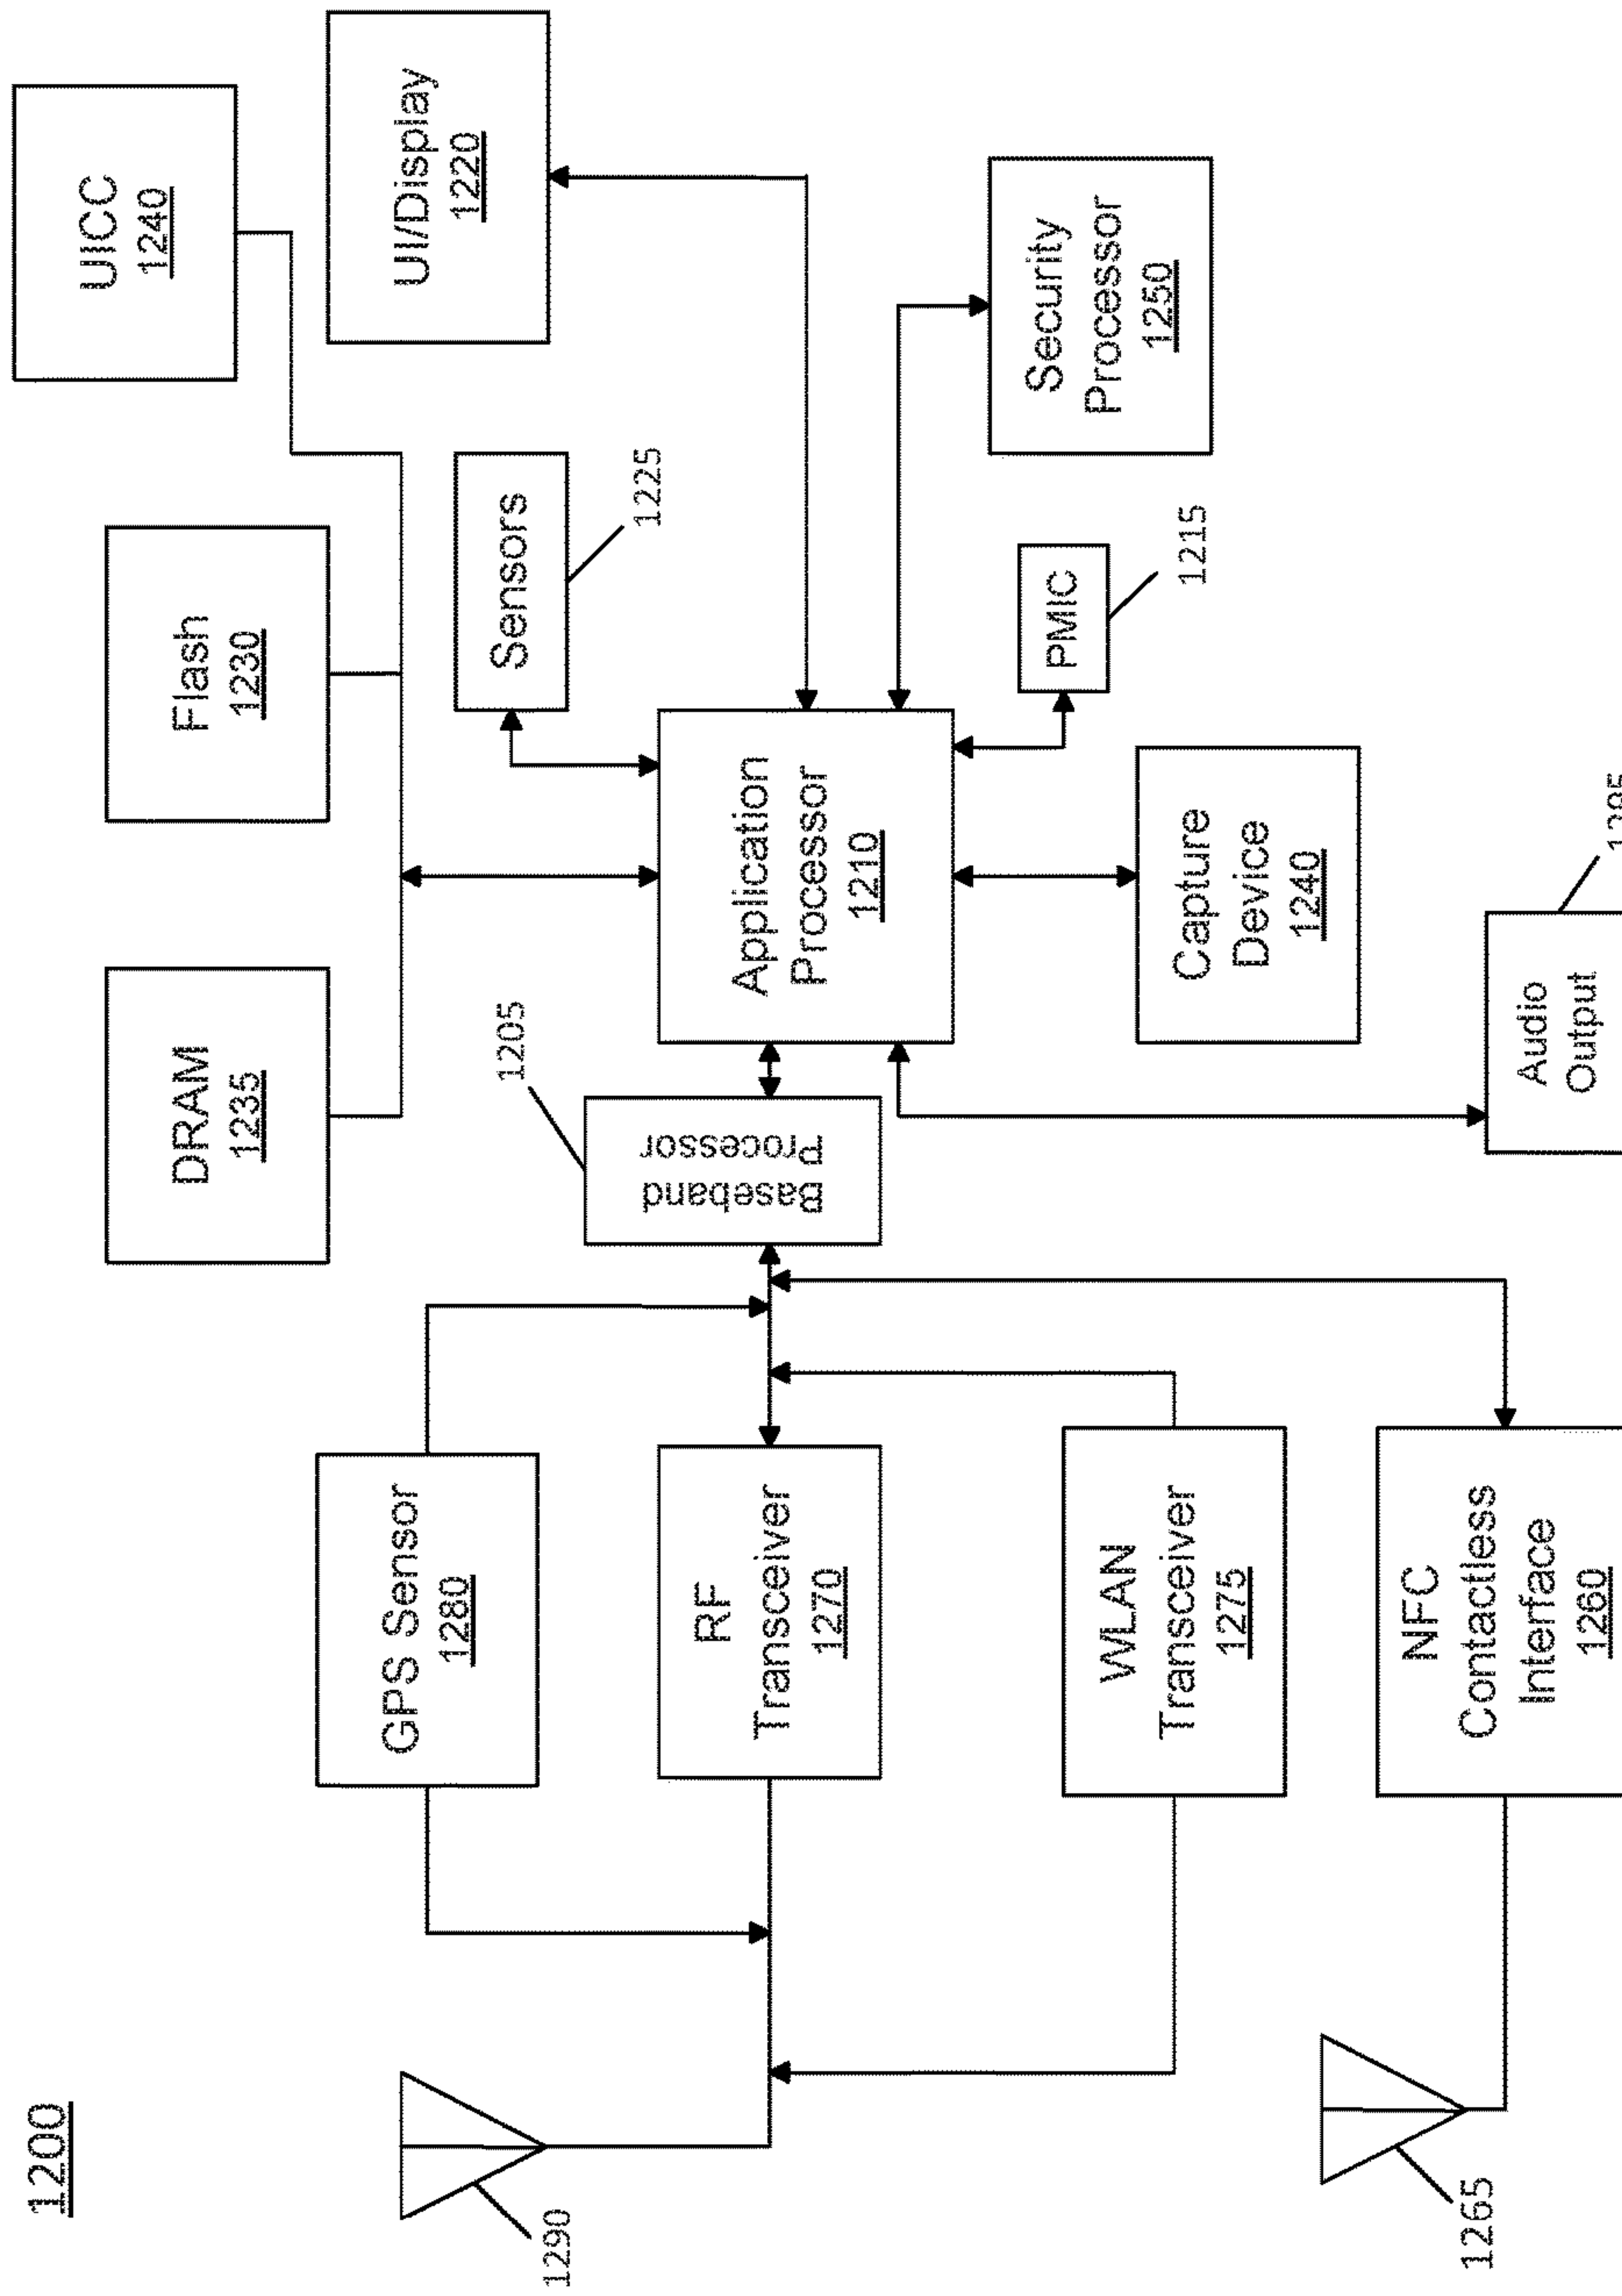 1200
UICC
1240
DRAM
1235
Flash
1230
UI/Display
1220
GPS Sensor
1280
Sensors
1225
1290
1205
Baseband
Processor
RF
Transceiver
1270
Application
Processor
1210
Security
Processor
1250
PMIC
1215
WLAN
Transceiver
1275
Capture
Device
1240
1265
NFC
Contactless
Interface
1260
Audio
Output